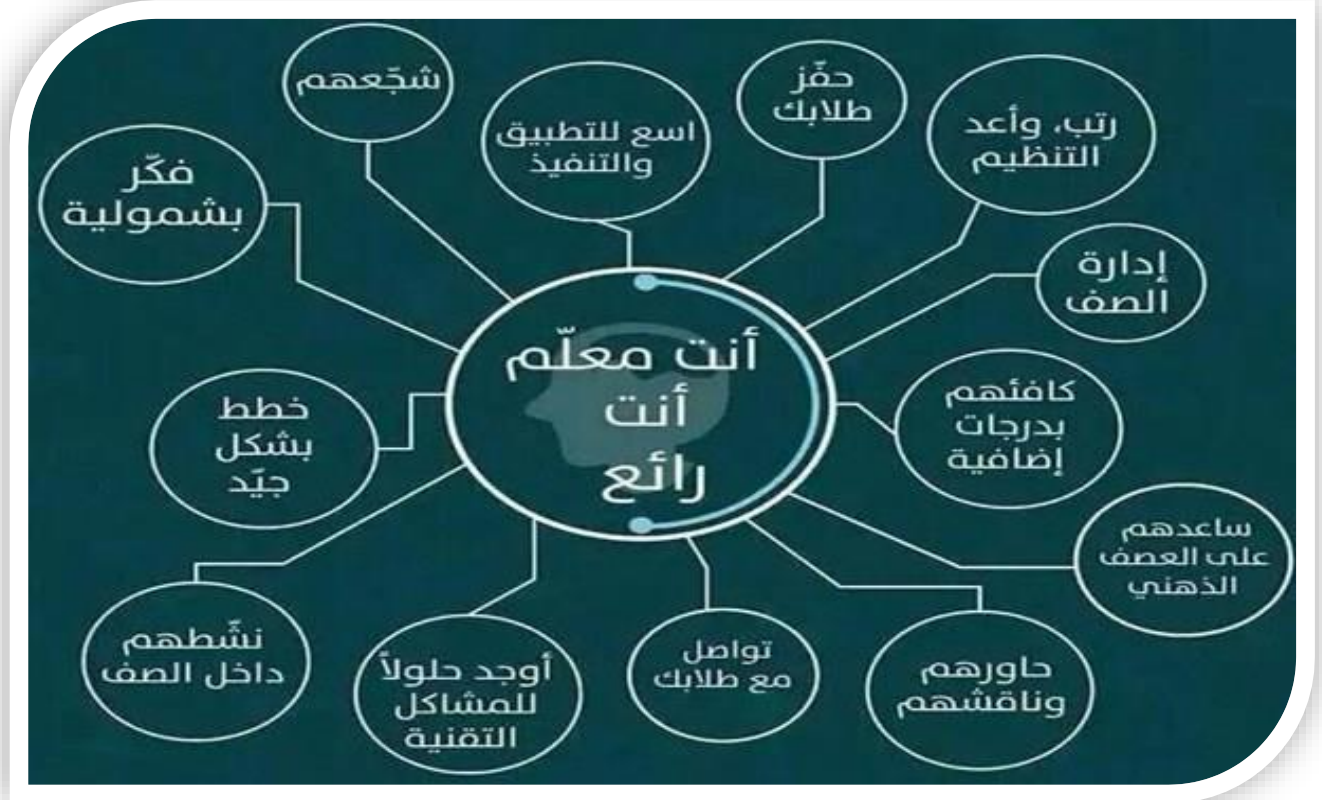 أنت معلّم
أنت
رائع
رتب، وأعد
التنظيم
حفّز
طلابك
اسع للتطبيق
والتنفيذ
شجّعهم
فكّر
بشمولية
إدارة
الصف
كافئهم
بدرجات
إضافية
خطط
بشكل
جيّد
ساعدهم
على العصف
الذهني
حاورهم
وناقشهم
تواصل
مع طلابك
أوجد حلولاً
للمشاكل
التقنية
نشّطهم
داخل الصف